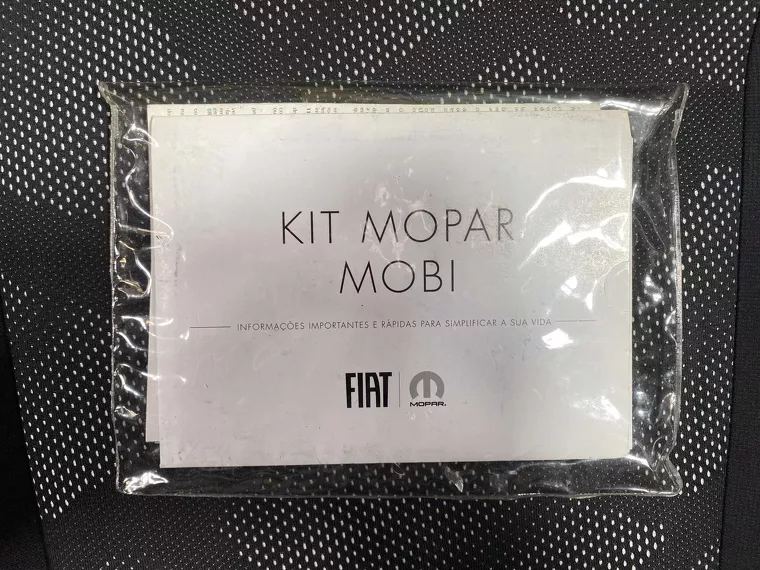 KIT MOPAR
MOBI
INFORMAÇÕES IMPORTANTES E RÁPIDAS PARA SIMPLIFICAR A SUA VIDA
FIAT
MOPAR.